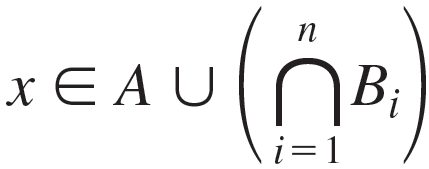 x ∈ A ∪ (⋂_{i=1}^{n} B_i)